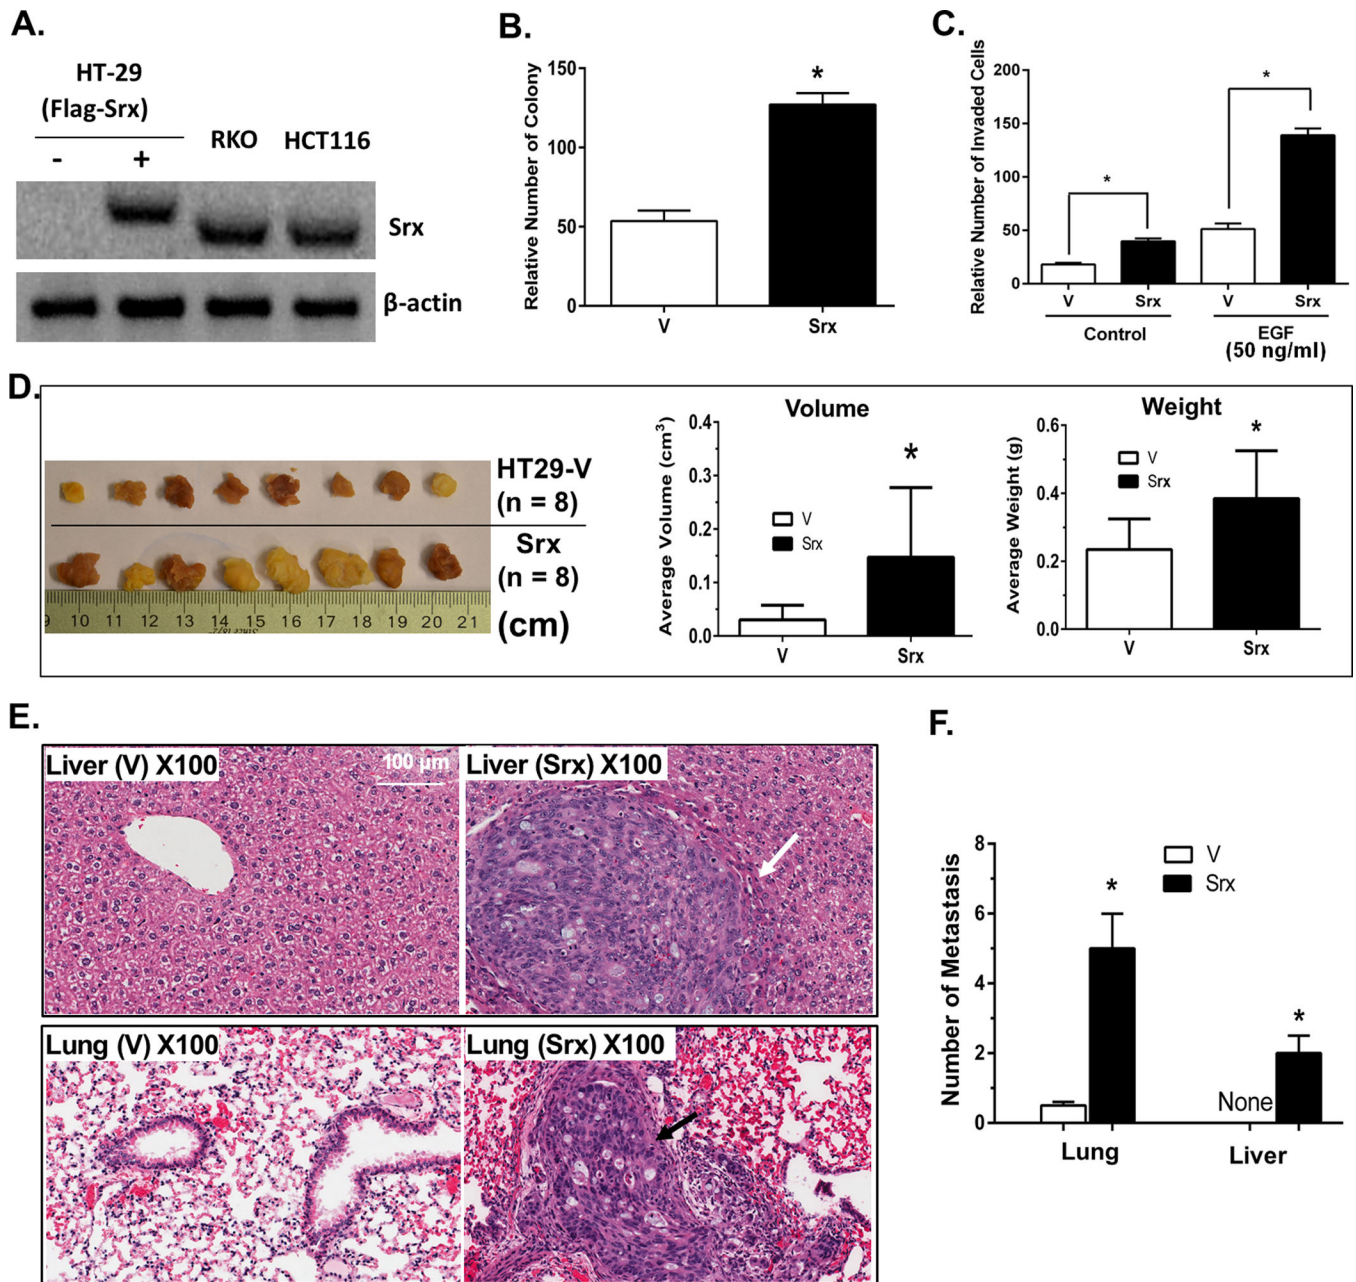 A.
HT-29
(Flag-Srx)
- +
RKO
HCT116
Srx
β-actin
B.
Relative Number of Colony
150
100
50
0
*
V Srx
C.
Relative Number of Invaded Cells
200
150
100
50
0
*
*
V Srx V Srx
Control
EGF
(50 ng/ml)
D.
HT29-V
(n = 8)
Srx
(n = 8)
(cm)
9 10 11 12 13 14 15 16 17 18 19 20 21
Volume
Average Volume (cm³)
0.4
0.3
0.2
0.1
0.0
V
Srx
*
V Srx
Weight
Average Weight (g)
0.6
0.4
0.2
0.0
V
Srx
*
V Srx
E.
Liver (V) X100
100 µm
Liver (Srx) X100
Lung (V) X100
Lung (Srx) X100
F.
Number of Metastasis
8
6
4
2
0
V
Srx
*
*
None
Lung Liver